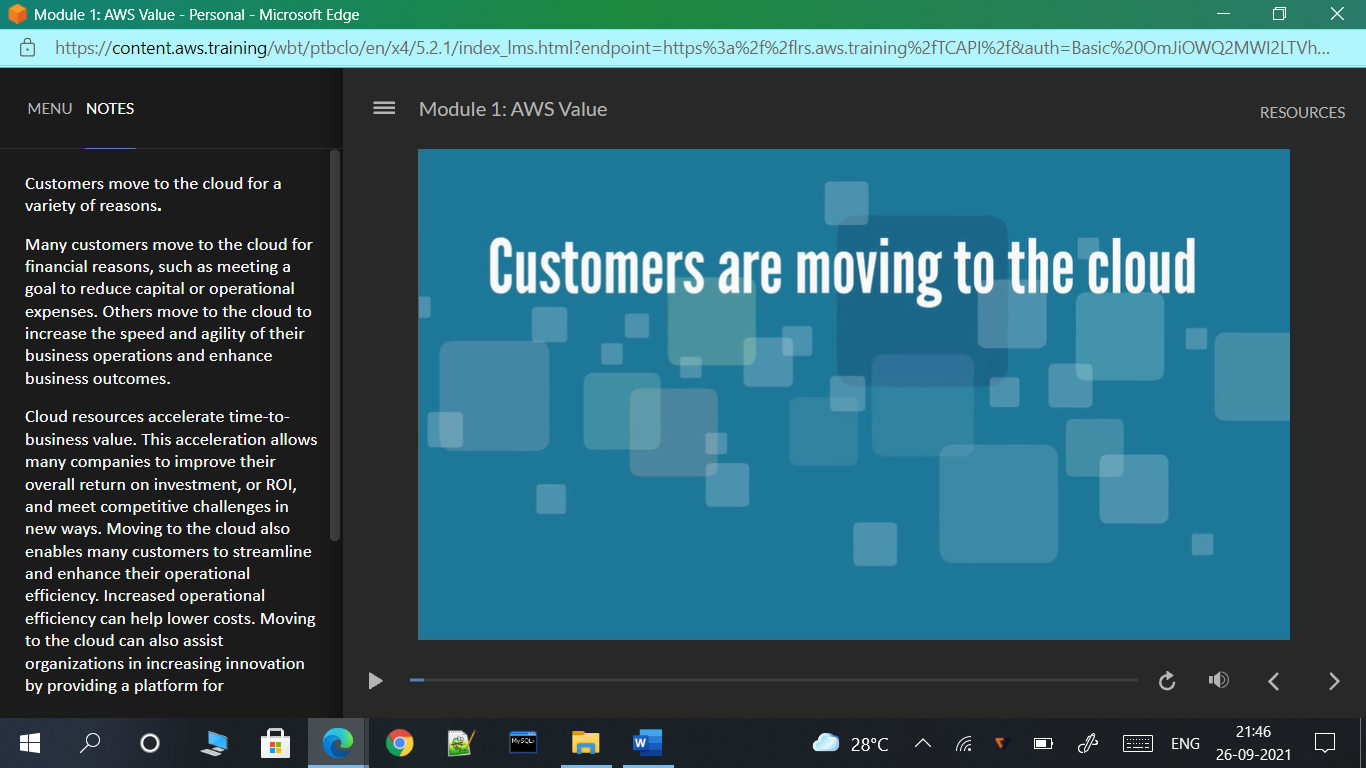 Module 1: AWS Value - Personal - Microsoft Edge
https://content.aws.training/wbt/ptbclo/en/x4/5.2.1/index_lms.html?endpoint=https%3a%2f%2flrs.aws.training%2fTCAPI%2f&auth=Basic%20OmJiOWQ2MWI2LTVh...
MENU NOTES
Module 1: AWS Value
RESOURCES
Customers move to the cloud for a
variety of reasons.
Many customers move to the cloud for
financial reasons, such as meeting a
goal to reduce capital or operational
expenses. Others move to the cloud to
increase the speed and agility of their
business operations and enhance
business outcomes.
Cloud resources accelerate time-to-
business value. This acceleration allows
many companies to improve their
overall return on investment, or ROI,
and meet competitive challenges in
new ways. Moving to the cloud also
enables many customers to streamline
and enhance their operational
efficiency. Increased operational
efficiency can help lower costs. Moving
to the cloud can also assist
organizations in increasing innovation
by providing a platform for
Customers are moving to the cloud
MySQL
W
28°C
ENG
21:46
26-09-2021